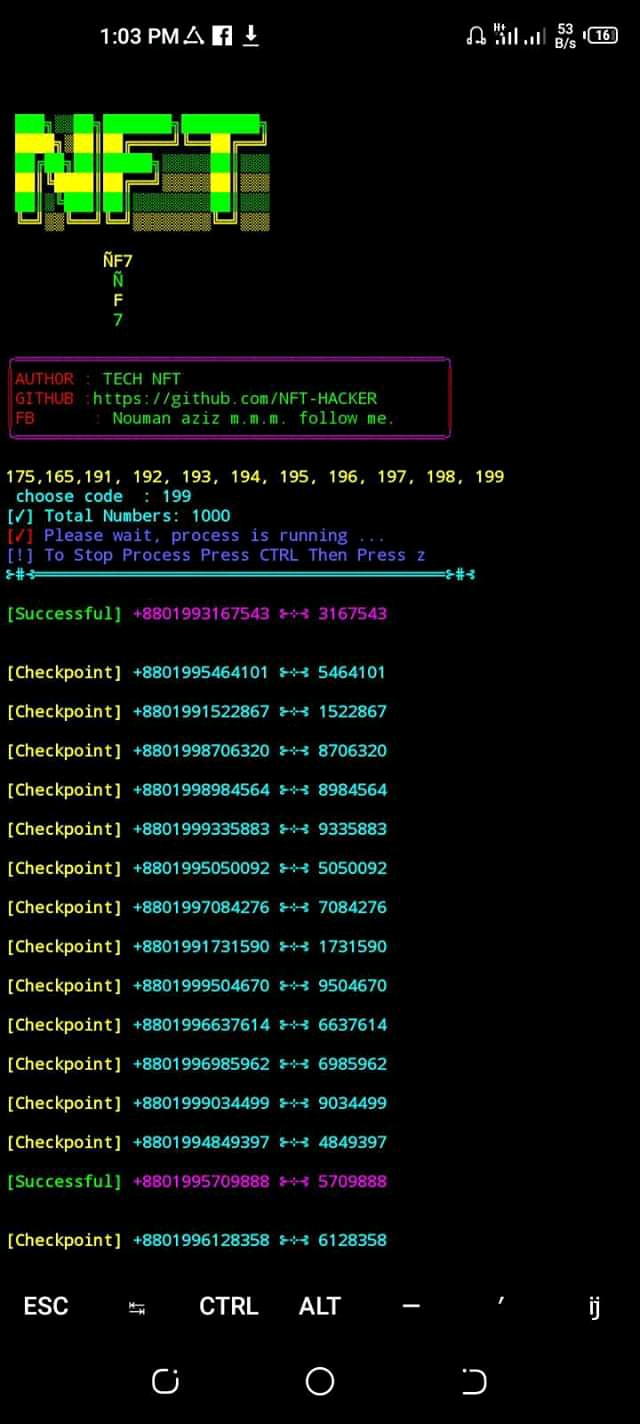 1:03 PM
H+
53
B/s
16
NFT
ÑF7
Ñ
F
7
AUTHOR : TECH NFT
GITHUB :https://github.com/NFT-HACKER
FB : Nouman aziz m.m.m. follow me.
175,165,191, 192, 193, 194, 195, 196, 197, 198, 199
choose code : 199
[✓] Total Numbers: 1000
[✓] Please wait, process is running ...
[!] To Stop Process Press CTRL Then Press z
[Successful] +8801993167543 3167543
[Checkpoint] +8801995464101 5464101
[Checkpoint] +8801991522867 1522867
[Checkpoint] +8801998706320 8706320
[Checkpoint] +8801998984564 8984564
[Checkpoint] +8801999335883 9335883
[Checkpoint] +8801995050092 5050092
[Checkpoint] +8801997084276 7084276
[Checkpoint] +8801991731590 1731590
[Checkpoint] +8801999504670 9504670
[Checkpoint] +8801996637614 6637614
[Checkpoint] +8801996985962 6985962
[Checkpoint] +8801999034499 9034499
[Checkpoint] +8801994849397 4849397
[Successful] +8801995709888 5709888
[Checkpoint] +8801996128358 6128358
ESC ↹ CTRL ALT — ′ ij